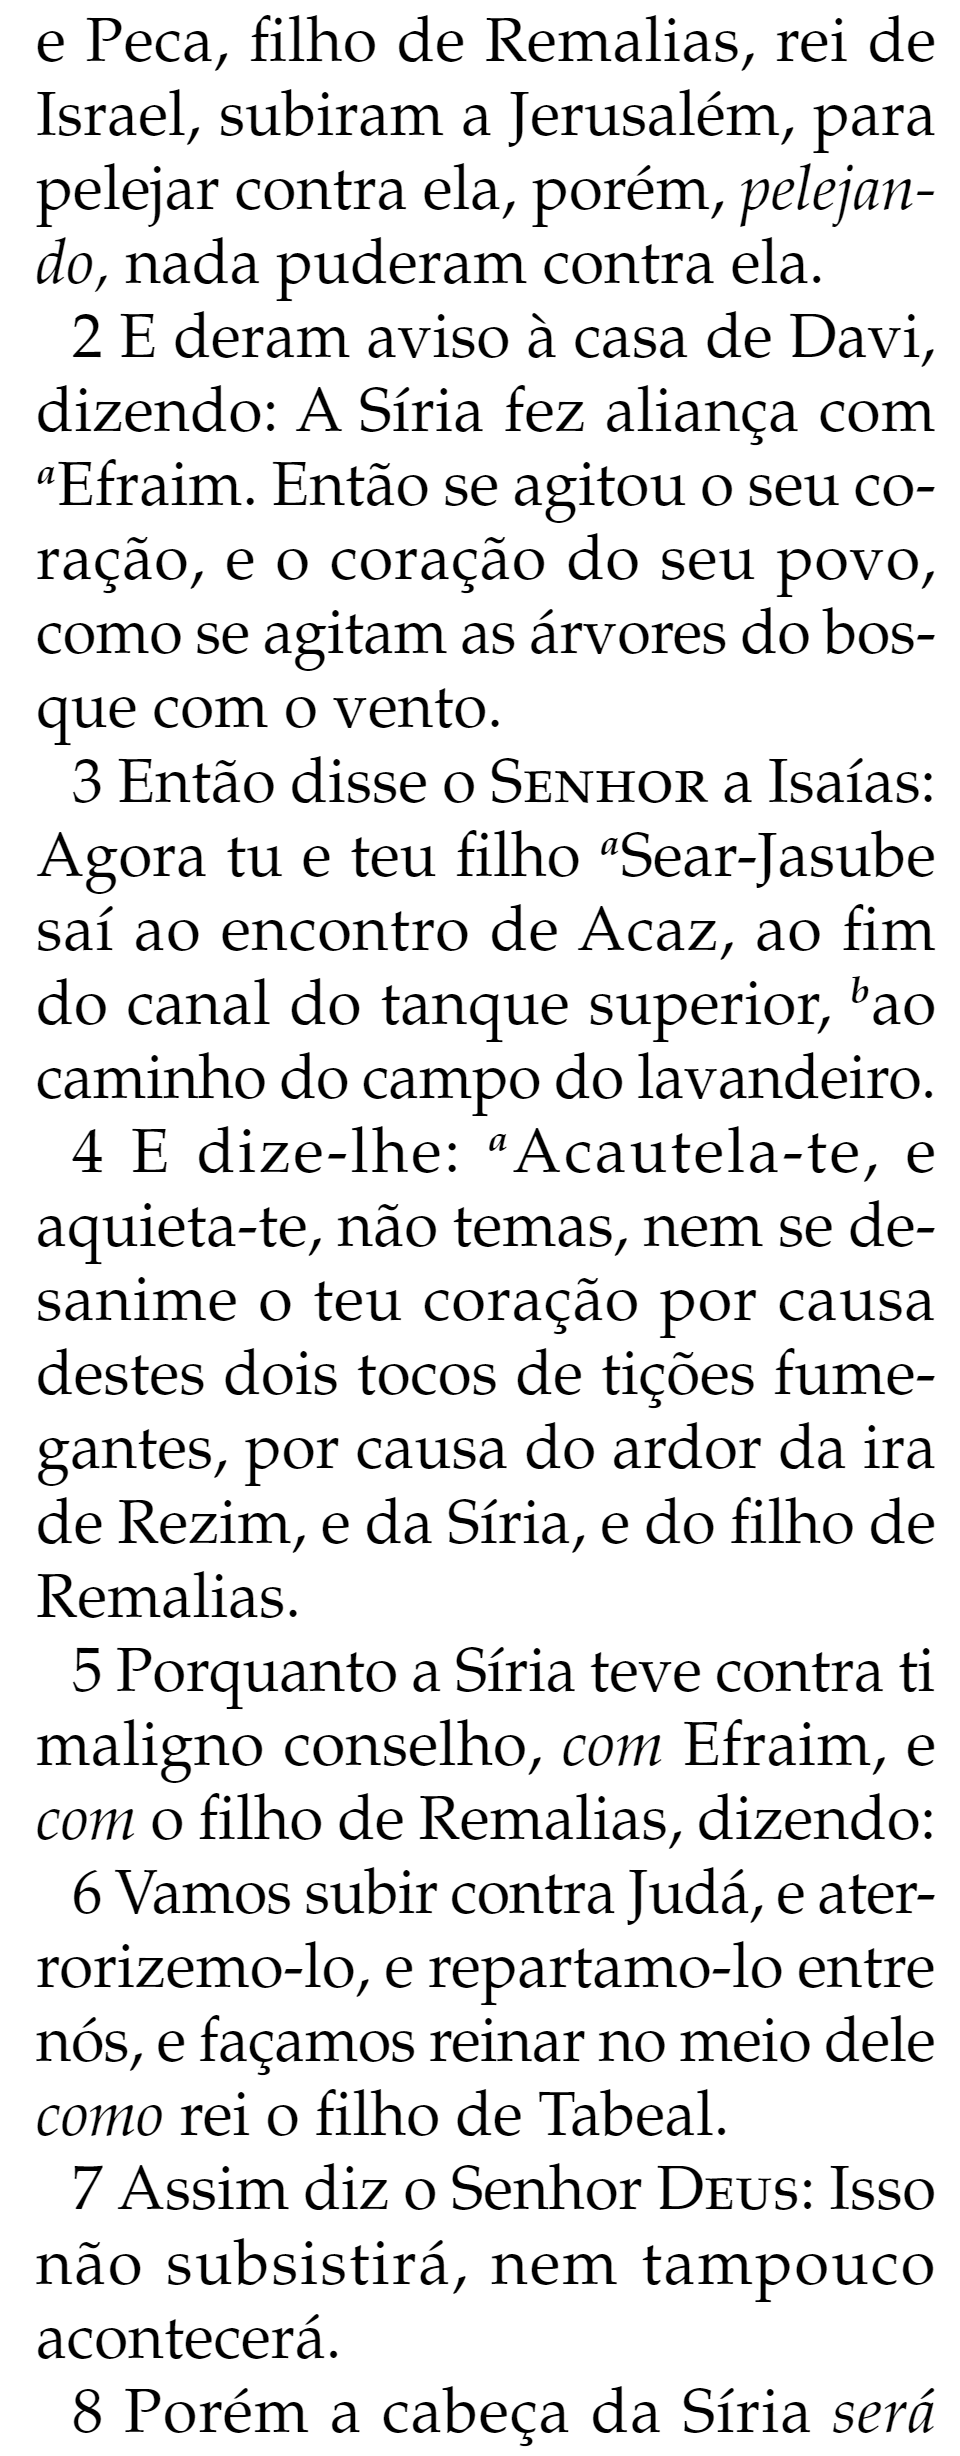 e Peca, filho de Remalias, rei de
Israel, subiram a Jerusalém, para
pelejar contra ela, porém, pelejan-
do, nada puderam contra ela.
2 E deram aviso à casa de Davi,
dizendo: A Síria fez aliança com
aEfraim. Então se agitou o seu co-
ração, e o coração do seu povo,
como se agitam as árvores do bos-
que com o vento.
3 Então disse o SENHOR a Isaías:
Agora tu e teu filho aSear-Jasube
saí ao encontro de Acaz, ao fim
do canal do tanque superior, bao
caminho do campo do lavandeiro.
4 E dize-lhe: aAcautela-te, e
aquieta-te, não temas, nem se de-
sanime o teu coração por causa
destes dois tocos de tições fume-
gantes, por causa do ardor da ira
de Rezim, e da Síria, e do filho de
Remalias.
5 Porquanto a Síria teve contra ti
maligno conselho, com Efraim, e
com o filho de Remalias, dizendo:
6 Vamos subir contra Judá, e ater-
rorizemo-lo, e repartamo-lo entre
nós, e façamos reinar no meio dele
como rei o filho de Tabeal.
7 Assim diz o Senhor DEUS: Isso
não subsistirá, nem tampouco
acontecerá.
8 Porém a cabeça da Síria será